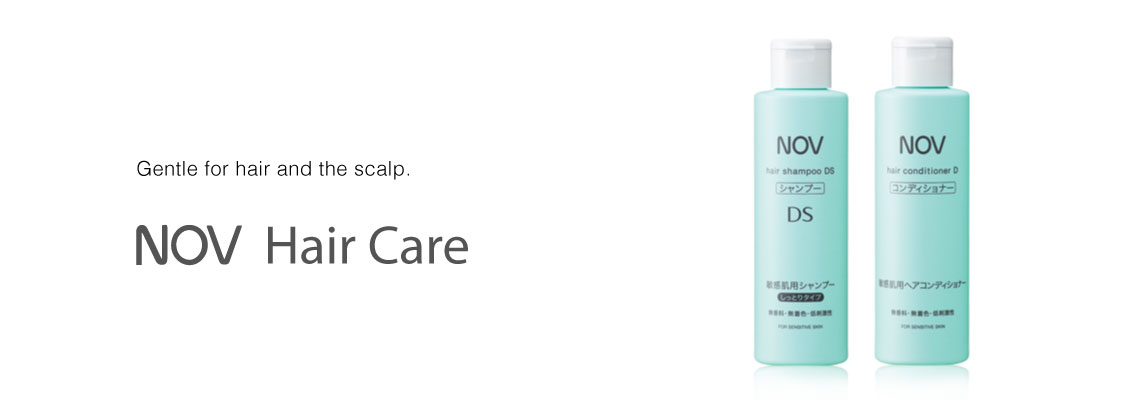 Gentle for hair and the scalp.
NOV Hair Care
NOV
hair shampoo DS
シャンプー
DS
敏感肌用シャンプー
しっとりタイプ
無香料・無着色・低刺激性
FOR SENSITIVE SKIN
NOV
hair conditioner D
コンディショナー
敏感肌用ヘアコンディショナー
無香料・無着色・低刺激性
FOR SENSITIVE SKIN